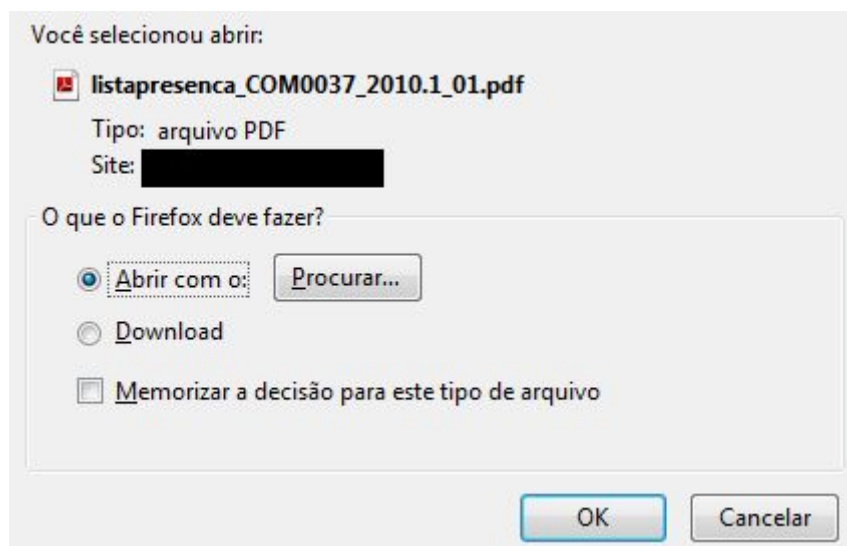 Você selecionou abrir:
listapresenca_COM0037_2010.1_01.pdf
Tipo: arquivo PDF
Site:
O que o Firefox deve fazer?
Abrir com o: Procurar...
Download
Memorizar a decisão para este tipo de arquivo
OK Cancelar